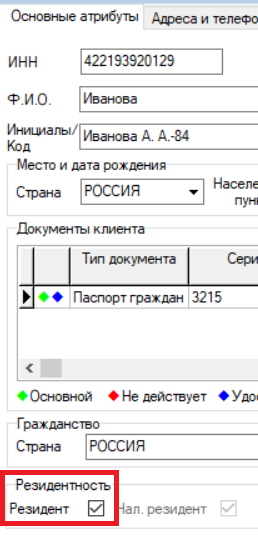 Основные атрибуты Адреса и телефо
ИНН 422193920129
Ф.И.О. Иванова
Инициалы/
Код Иванова А. А.-84
Место и дата рождения
Страна РОССИЯ Населе
пун
Документы клиента
Тип документа Сери
Паспорт граждан 3215
Основной Не действует Удос
Гражданство
Страна РОССИЯ
Резидентность
Резидент Нал. резидент